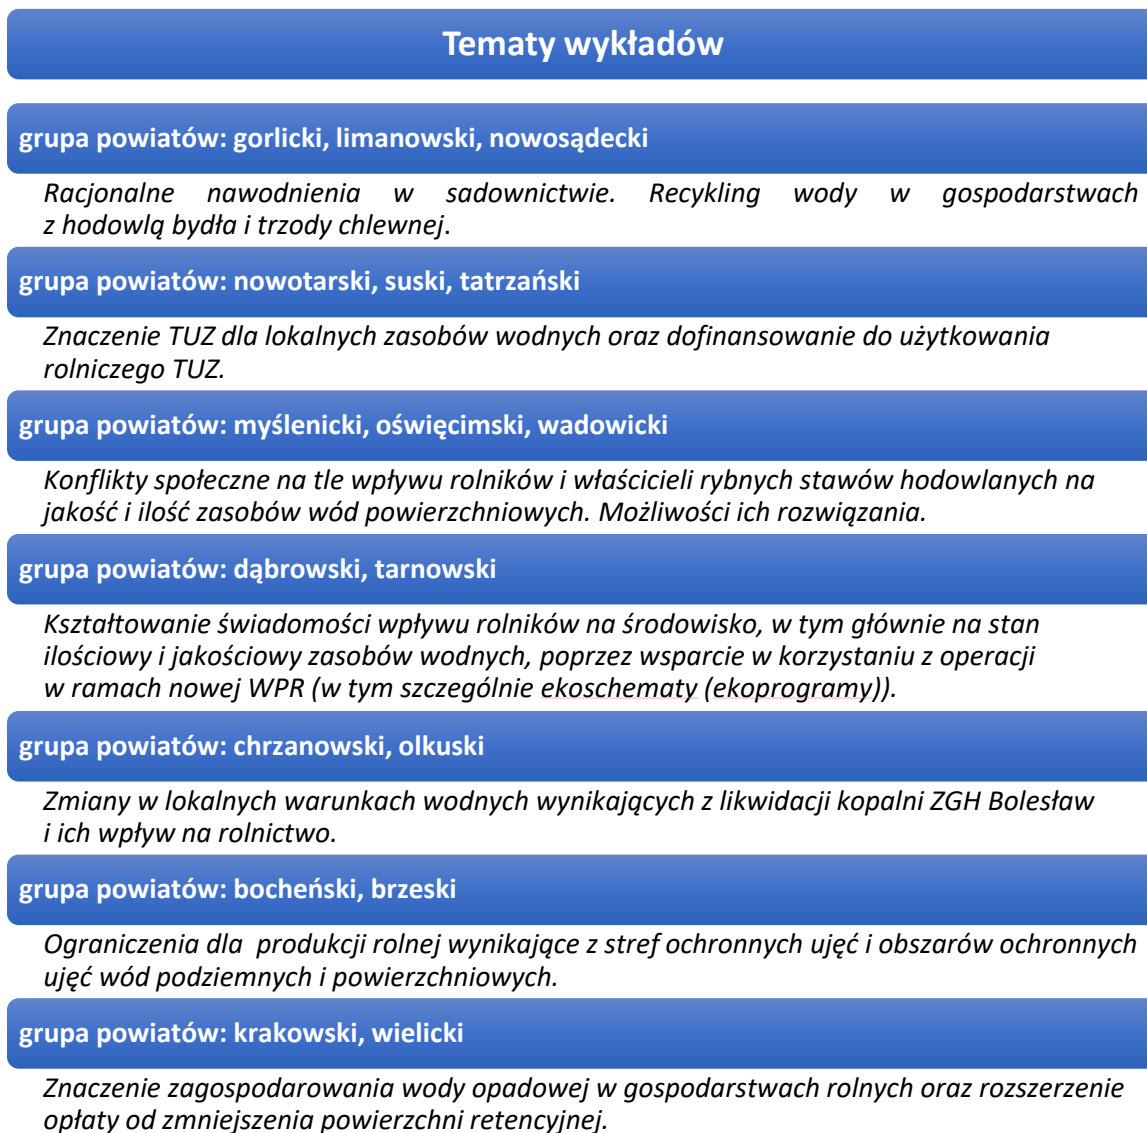 Tematy wykładów
grupa powiatów: gorlicki, limanowski, nowosądecki
Racjonalne nawodnienia w sadownictwie. Recykling wody w gospodarstwach
z hodowlą bydła i trzody chlewnej.
grupa powiatów: nowotarski, suski, tatrzański
Znaczenie TUZ dla lokalnych zasobów wodnych oraz dofinansowanie do użytkowania
rolniczego TUZ.
grupa powiatów: myślenicki, oświęcimski, wadowicki
Konflikty społeczne na tle wpływu rolników i właścicieli rybnych stawów hodowlanych na
jakość i ilość zasobów wód powierzchniowych. Możliwości ich rozwiązania.
grupa powiatów: dąbrowski, tarnowski
Kształtowanie świadomości wpływu rolników na środowisko, w tym głównie na stan
ilościowy i jakościowy zasobów wodnych, poprzez wsparcie w korzystaniu z operacji
w ramach nowej WPR (w tym szczególnie ekoschematy (ekoprogramy)).
grupa powiatów: chrzanowski, olkuski
Zmiany w lokalnych warunkach wodnych wynikających z likwidacji kopalni ZGH Bolesław
i ich wpływ na rolnictwo.
grupa powiatów: bocheński, brzeski
Ograniczenia dla produkcji rolnej wynikające z stref ochronnych ujęć i obszarów ochronnych
ujęć wód podziemnych i powierzchniowych.
grupa powiatów: krakowski, wielicki
Znaczenie zagospodarowania wody opadowej w gospodarstwach rolnych oraz rozszerzenie
opłaty od zmniejszenia powierzchni retencyjnej.